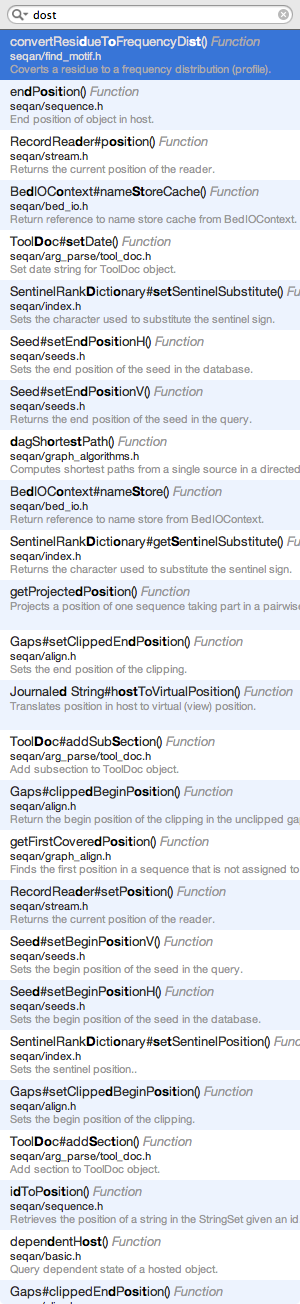 dost
convertResidueToFrequencyDist() Function
seqan/find_motif.h
Coverts a residue to a frequency distribution (profile).
endPosition() Function
seqan/sequence.h
End position of object in host.
RecordReader#position() Function
seqan/stream.h
Returns the current position of the reader.
BedIOContext#nameStoreCache() Function
seqan/bed_io.h
Return reference to name store cache from BedIOContext.
ToolDoc#setDate() Function
seqan/arg_parse/tool_doc.h
Set date string for ToolDoc object.
SentinelRankDictionary#setSentinelSubstitute() Fu
seqan/index.h
Sets the character used to substitute the sentinel sign.
Seed#setEndPositionH() Function
seqan/seeds.h
Sets the end position of the seed in the database.
Seed#setEndPositionV() Function
seqan/seeds.h
Returns the end position of the seed in the query.
dagShortestPath() Function
seqan/graph_algorithms.h
Computes shortest paths from a single source in a directed
BedIOContext#nameStore() Function
seqan/bed_io.h
Return reference to name store from BedIOContext.
SentinelRankDictionary#getSentinelSubstitute() Fu
seqan/index.h
Returns the character used to substitute the sentinel sign.
getProjectedPosition() Function
Projects a position of one sequence taking part in a pairwise
Gaps#setClippedEndPosition() Function
seqan/align.h
Sets the end position of the clipping.
Journaled String#hostToVirtualPosition() Function
Translates position in host to virtual (view) position.
ToolDoc#addSubSection() Function
seqan/arg_parse/tool_doc.h
Add subsection to ToolDoc object.
Gaps#clippedBeginPosition() Function
seqan/align.h
Return the begin position of the clipping in the unclipped ga
getFirstCoveredPosition() Function
seqan/graph_align.h
Finds the first position in a sequence that is not assigned to
RecordReader#setPosition() Function
seqan/stream.h
Returns the current position of the reader.
Seed#setBeginPositionV() Function
seqan/seeds.h
Sets the begin position of the seed in the query.
Seed#setBeginPositionH() Function
seqan/seeds.h
Sets the begin position of the seed in the database.
SentinelRankDictionary#setSentinelPosition() Func
seqan/index.h
Sets the sentinel position..
Gaps#setClippedBeginPosition() Function
seqan/align.h
Sets the begin position of the clipping.
ToolDoc#addSection() Function
seqan/arg_parse/tool_doc.h
Add section to ToolDoc object.
idToPosition() Function
seqan/sequence.h
Retrieves the position of a string in the StringSet given an id.
dependentHost() Function
seqan/basic.h
Query dependent state of a hosted object.
Gaps#clippedEndPosition() Function